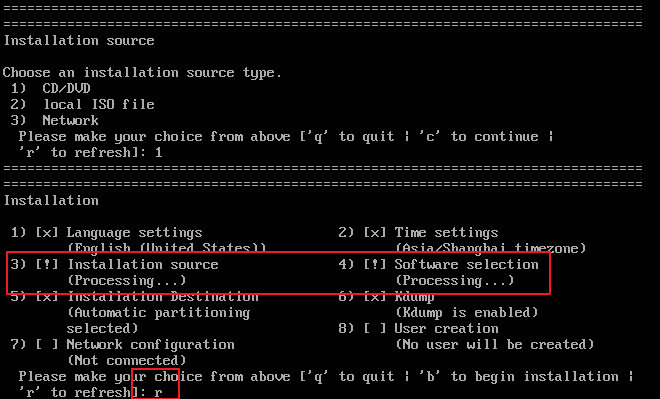 ================================================================================
================================================================================
Installation source

Choose an installation source type.
 1)  CD/DVD
 2)  local ISO file
 3)  Network
  Please make your choice from above ['q' to quit | 'c' to continue |
  'r' to refresh]: 1
================================================================================
================================================================================
Installation

 1) [x] Language settings                 2) [x] Time settings
        (English (United States))                (Asia/Shanghai timezone)
 3) [!] Installation source               4) [!] Software selection
        (Processing...)                          (Processing...)
 5) [x] Installation Destination          6) [x] Kdump
        (Automatic partitioning                  (Kdump is enabled)
        selected)                         8) [ ] User creation
 7) [ ] Network configuration                    (No user will be created)
        (Not connected)
  Please make your choice from above ['q' to quit | 'b' to begin installation |
  'r' to refresh]: r